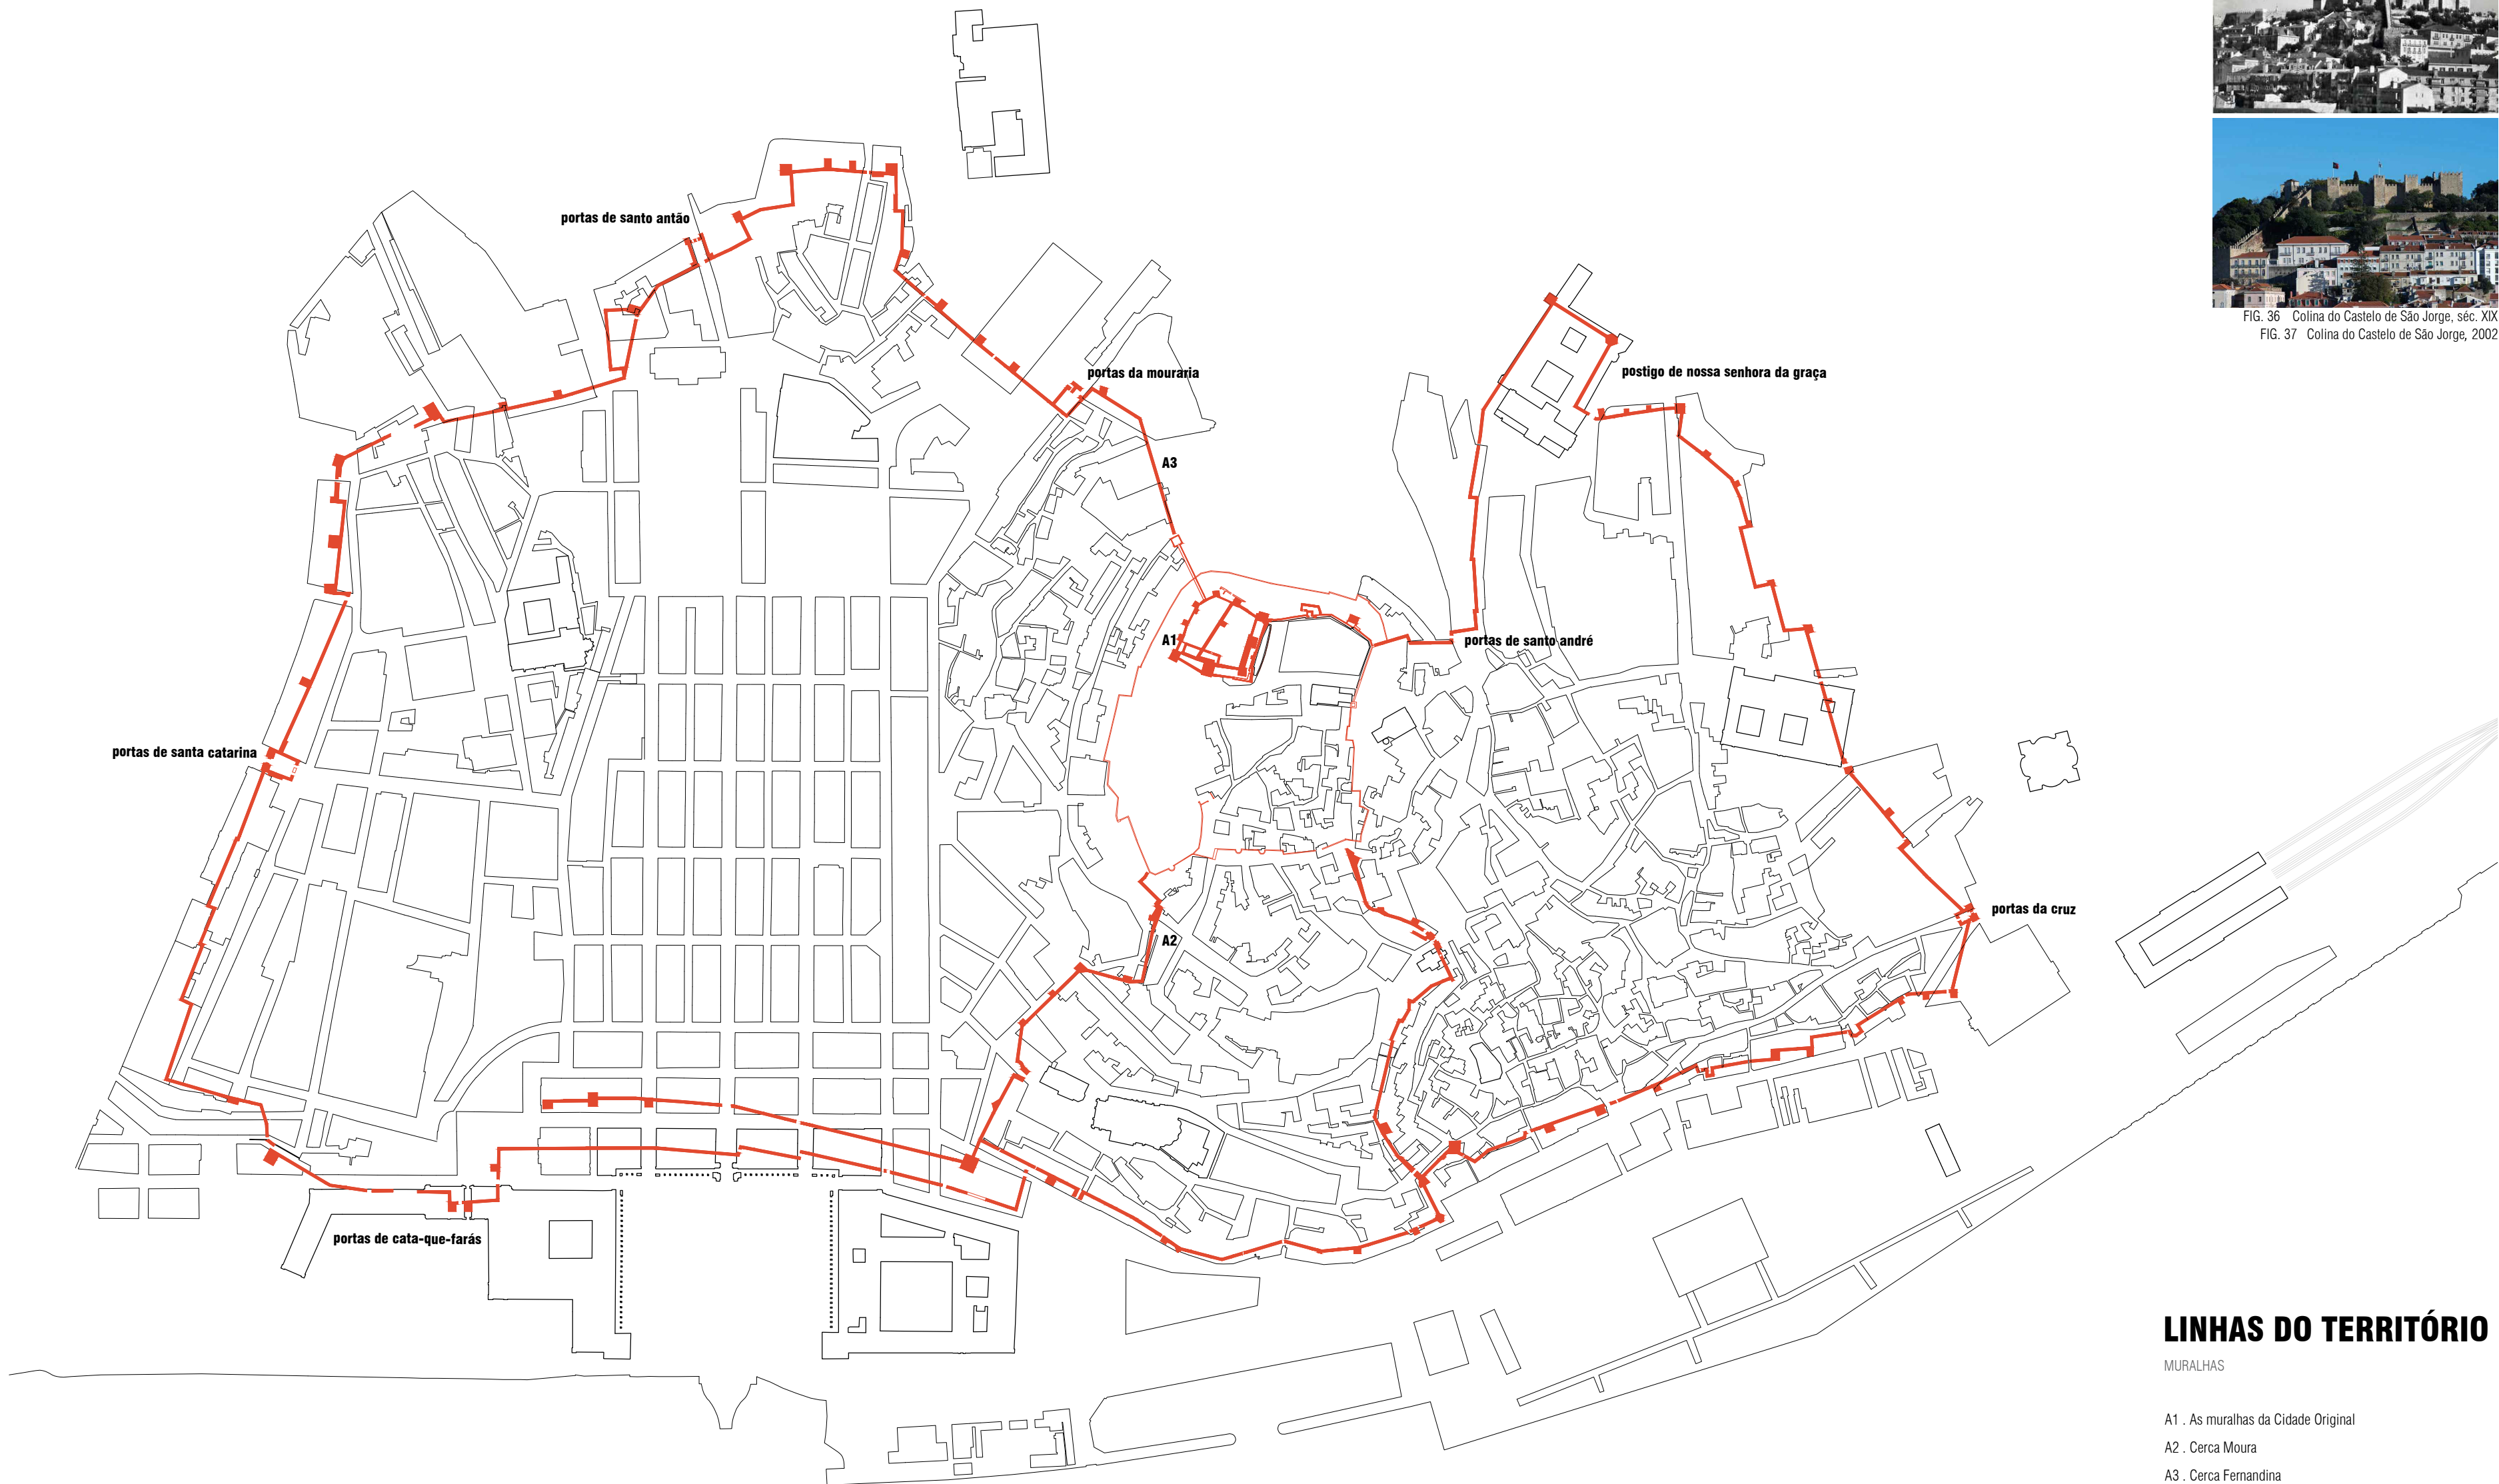 FIG. 36 Colina do Castelo de São Jorge, séc. XIX
FIG. 37 Colina do Castelo de São Jorge, 2002
portas de santo antão
portas da mouraria
postigo de nossa senhora da graça
A3
A1
portas de santo andré
portas de santa catarina
portas da cruz
A2
portas de cata-que-farás
LINHAS DO TERRITÓRIO
MURALHAS
A1 . As muralhas da Cidade Original
A2 . Cerca Moura
A3 . Cerca Fernandina